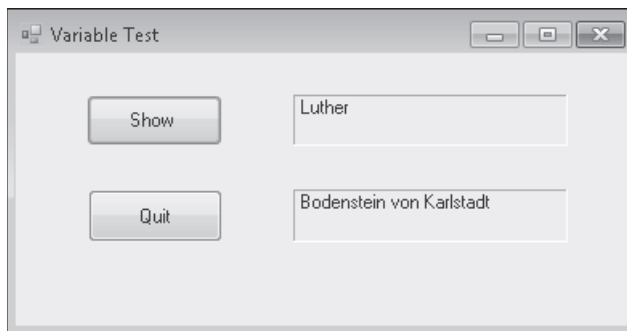 Variable Test
Show
Luther
Quit
Bodenstein von Karlstadt